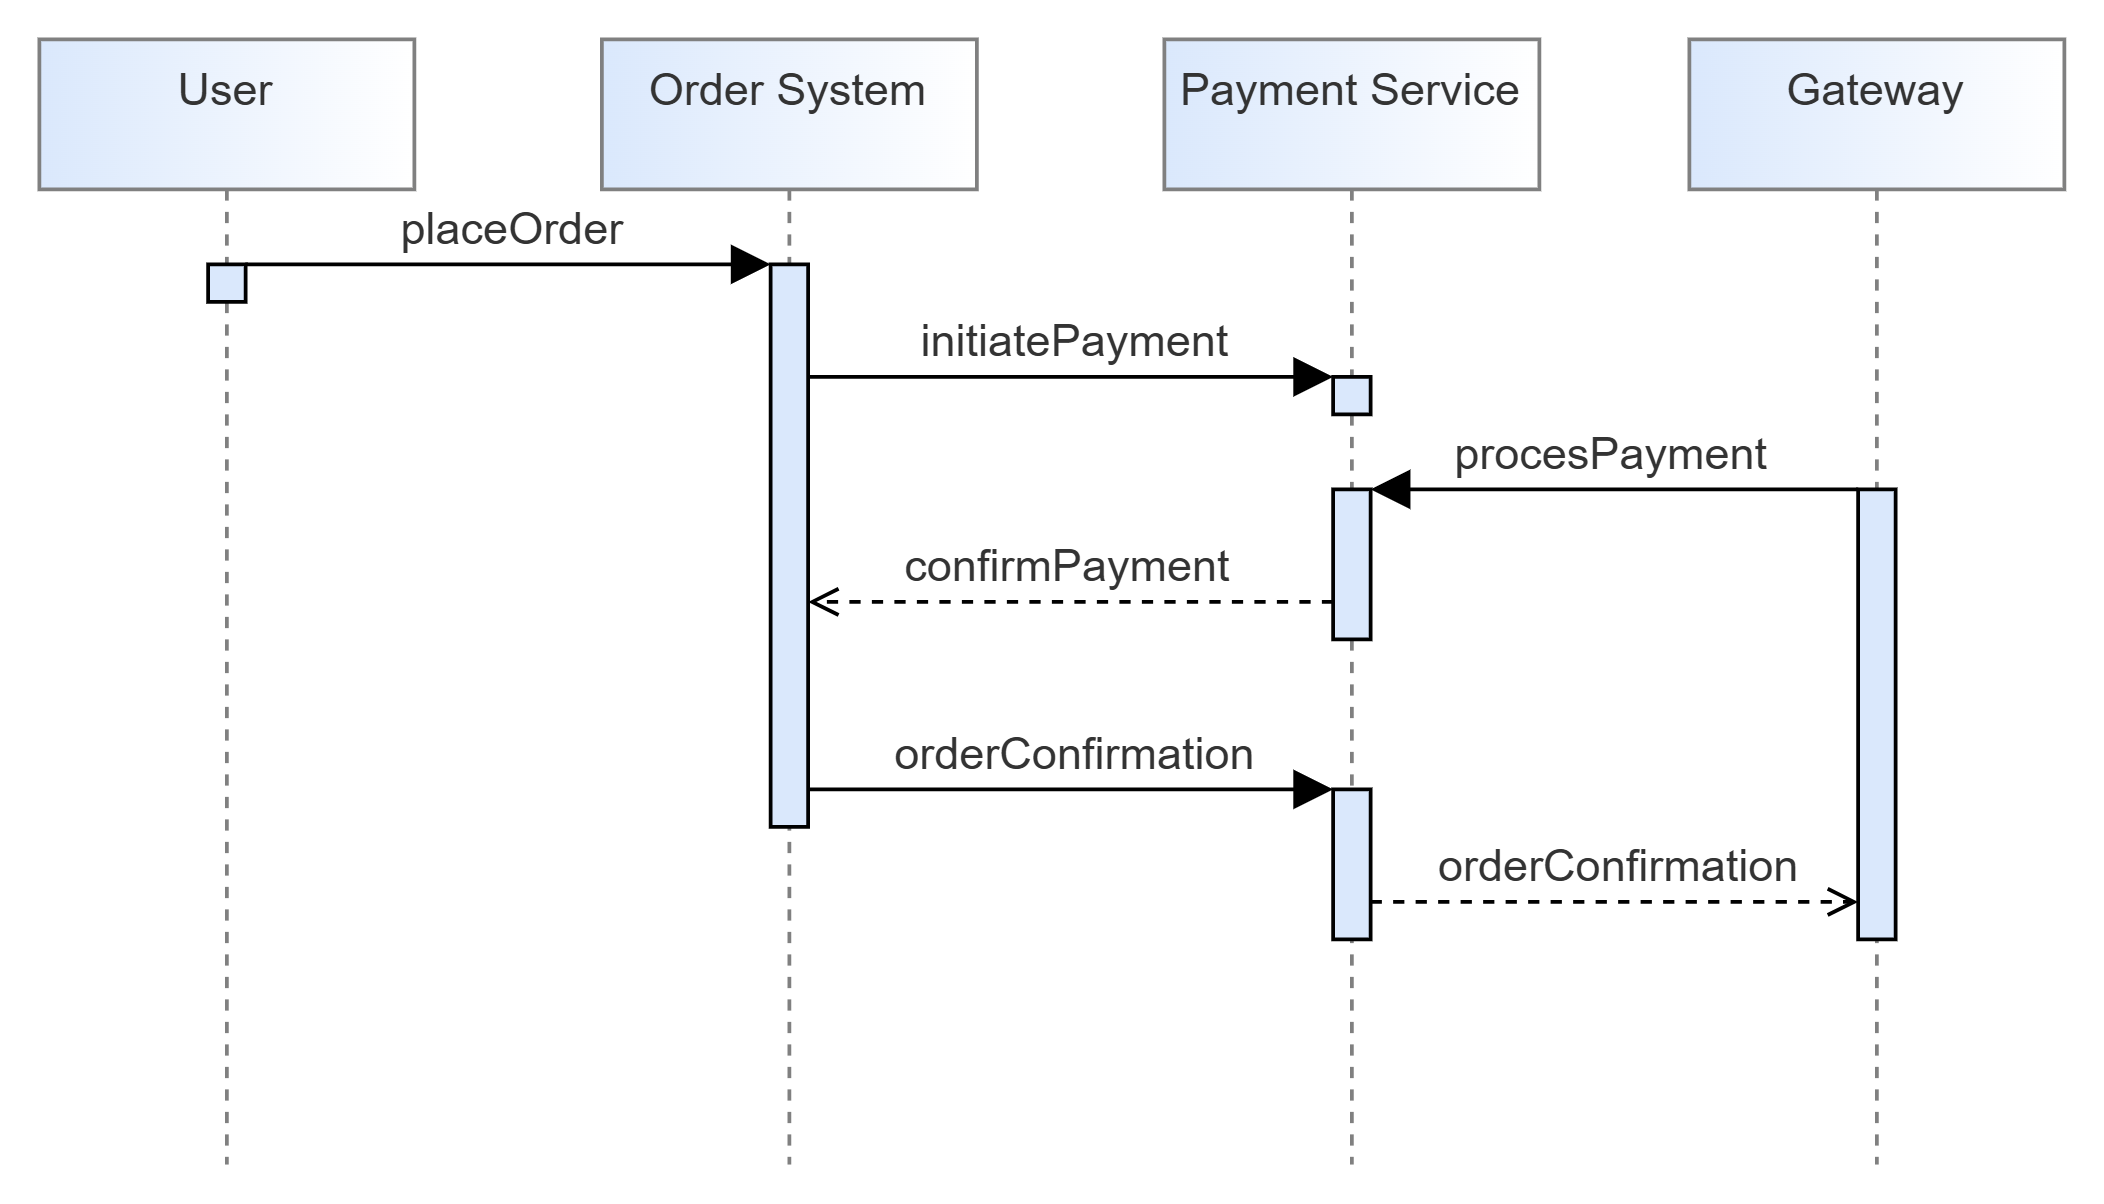 User
Order System
Payment Service
Gateway
placeOrder
initiatePayment
procesPayment
confirmPayment
orderConfirmation
orderConfirmation